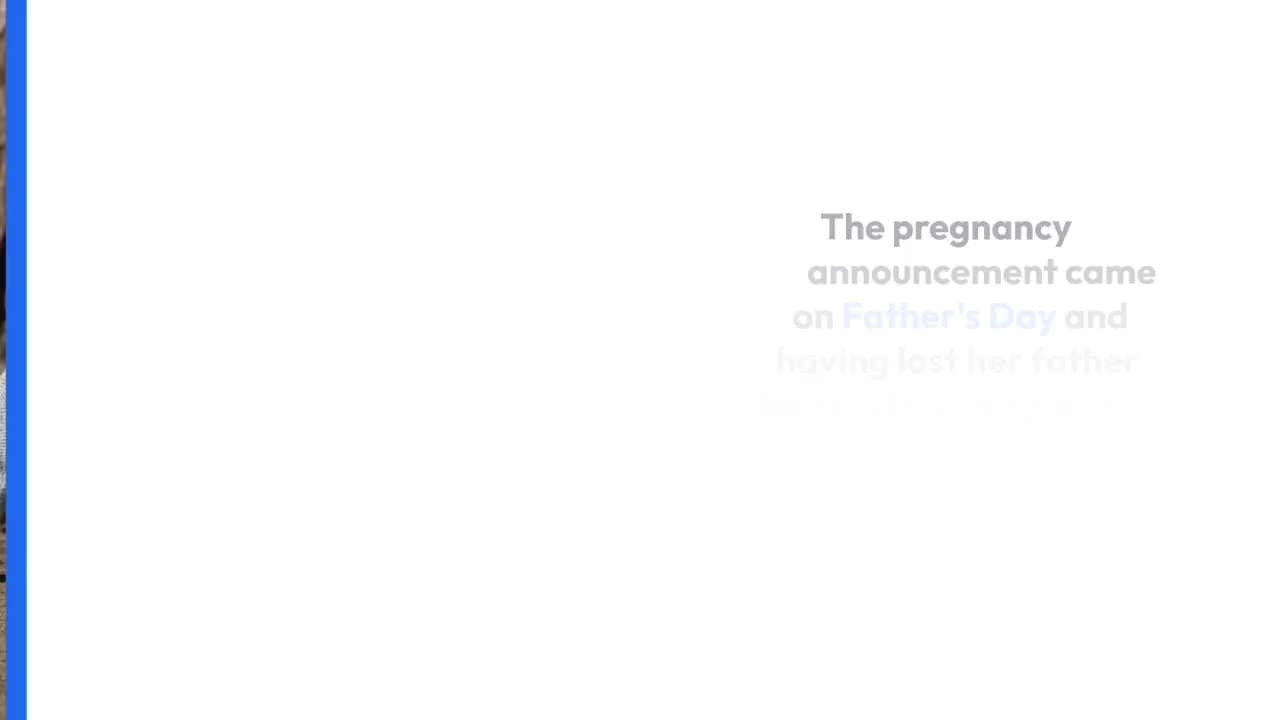 The pregnancy
announcement came
on Father's Day and
having lost her father